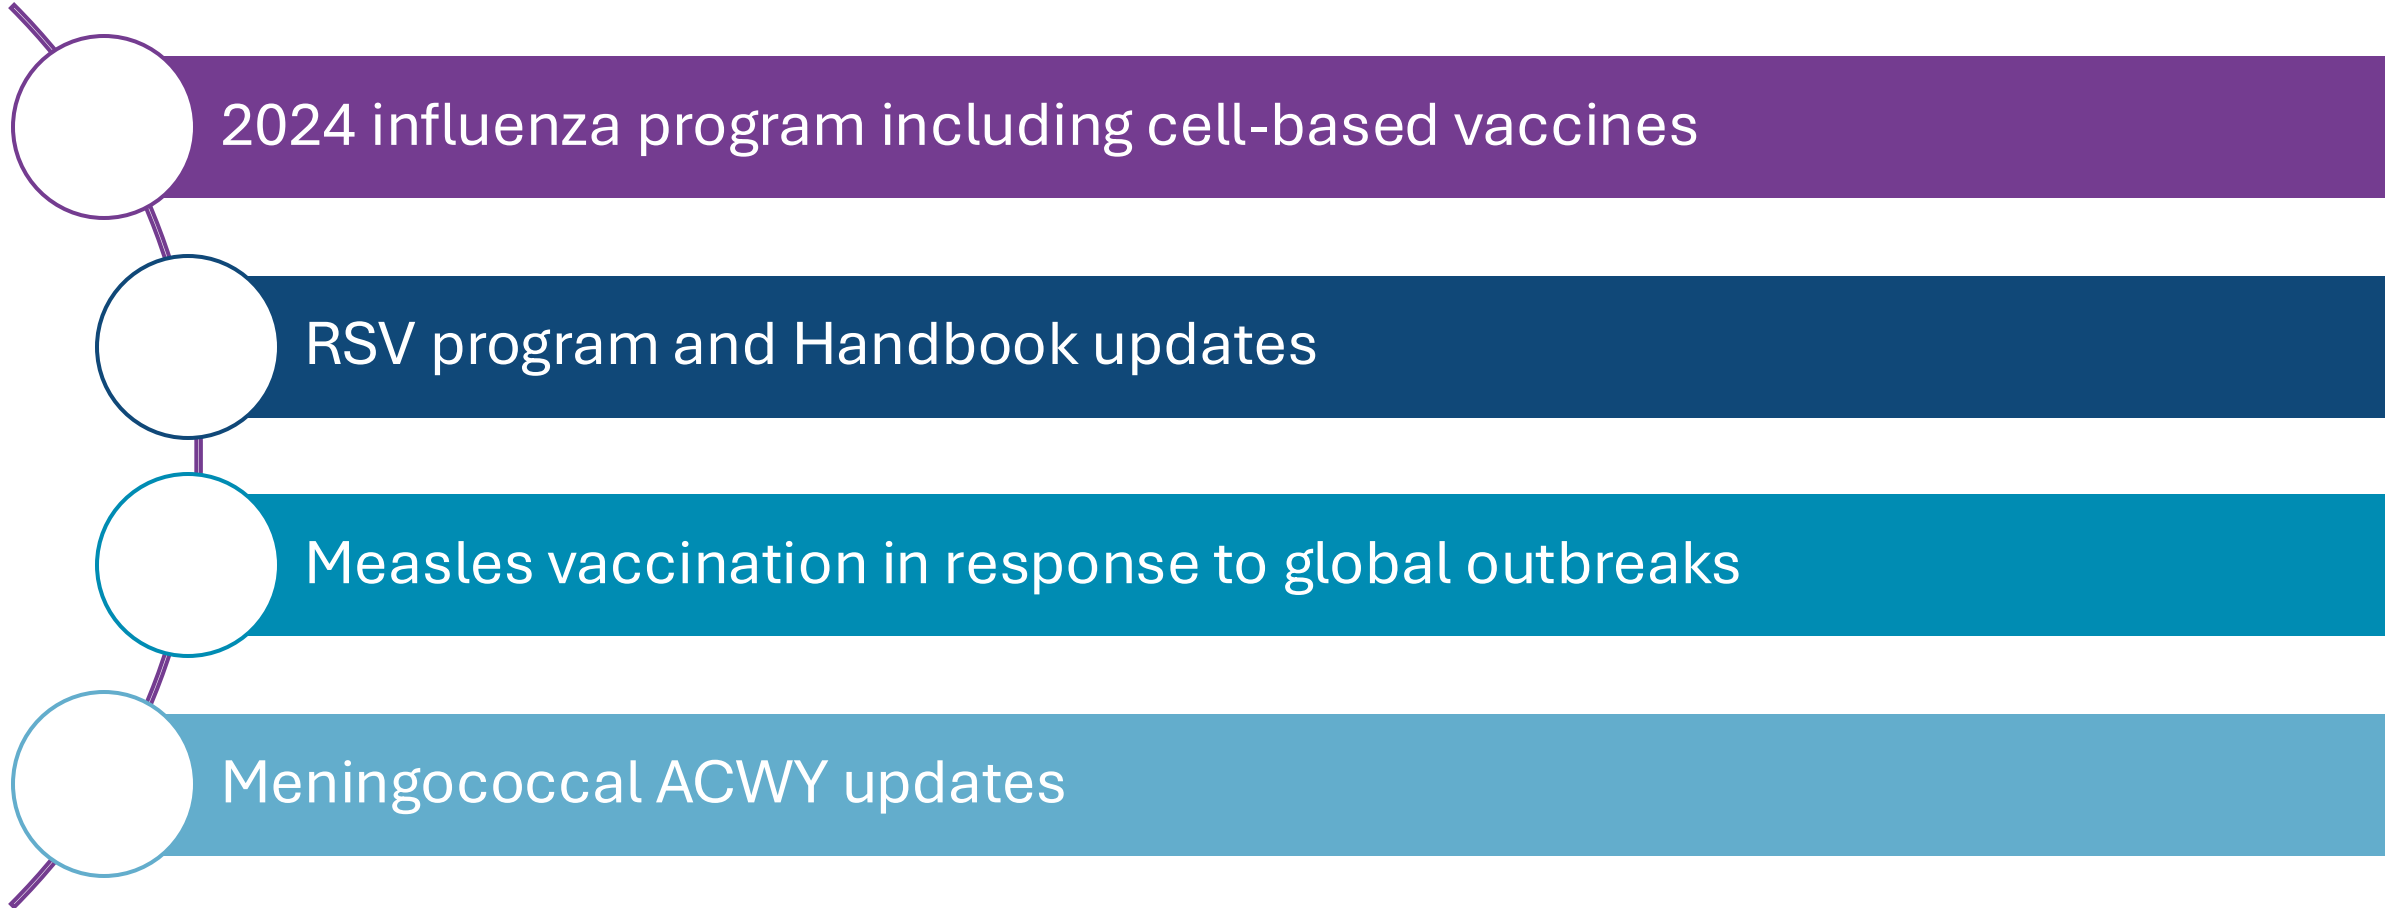 2024 influenza program including cell-based vaccines
RSV program and Handbook updates
Measles vaccination in response to global outbreaks
Meningococcal ACWY updates